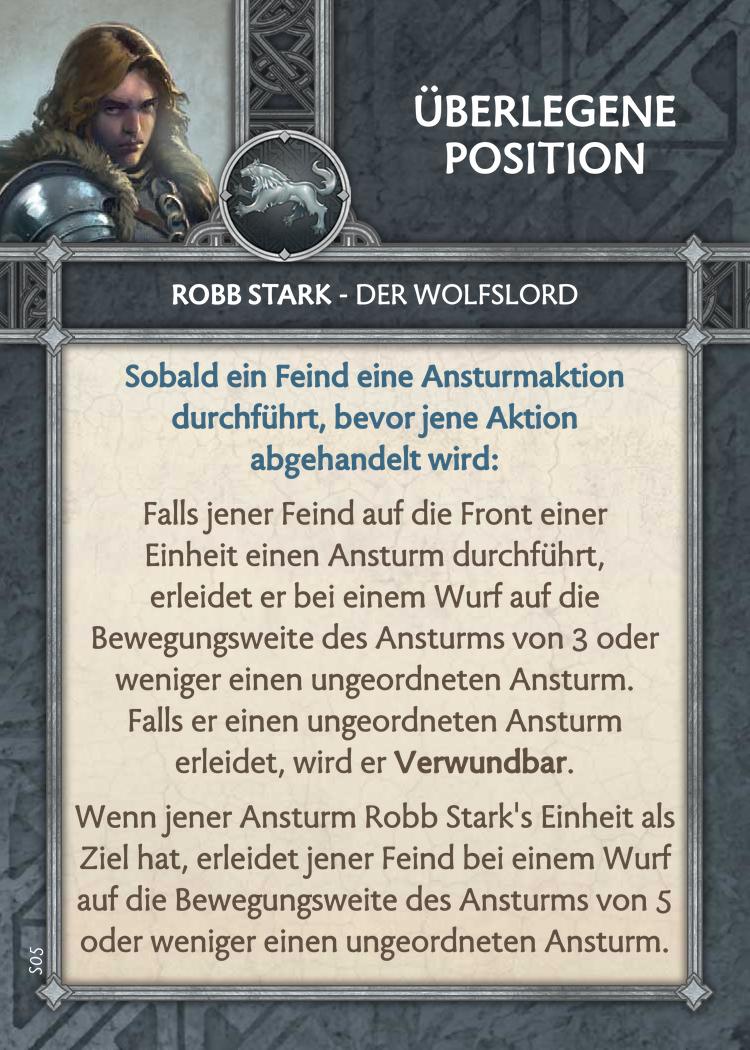 ÜBERLEGENE
POSITION
ROBB STARK - DER WOLFSLORD
Sobald ein Feind eine Ansturmaktion
durchführt, bevor jene Aktion
abgehandelt wird:
Falls jener Feind auf die Front einer
Einheit einen Ansturm durchführt,
erleidet er bei einem Wurf auf die
Bewegungsweite des Ansturms von 3 oder
weniger einen ungeordneten Ansturm.
Falls er einen ungeordneten Ansturm
erleidet, wird er Verwundbar.
Wenn jener Ansturm Robb Stark's Einheit als
Ziel hat, erleidet jener Feind bei einem Wurf
auf die Bewegungsweite des Ansturms von 5
oder weniger einen ungeordneten Ansturm.
S05